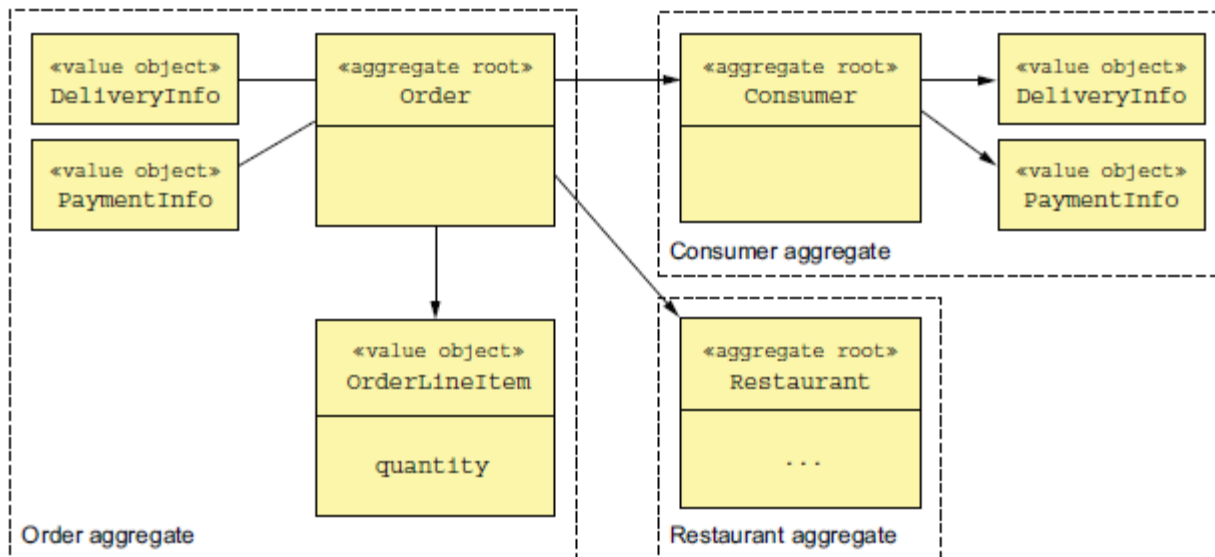 «value object»
DeliveryInfo
«value object»
PaymentInfo
«aggregate root»
Order
«value object»
OrderLineItem
quantity
Order aggregate
«aggregate root»
Consumer
«value object»
DeliveryInfo
«value object»
PaymentInfo
Consumer aggregate
«aggregate root»
Restaurant
...
Restaurant aggregate